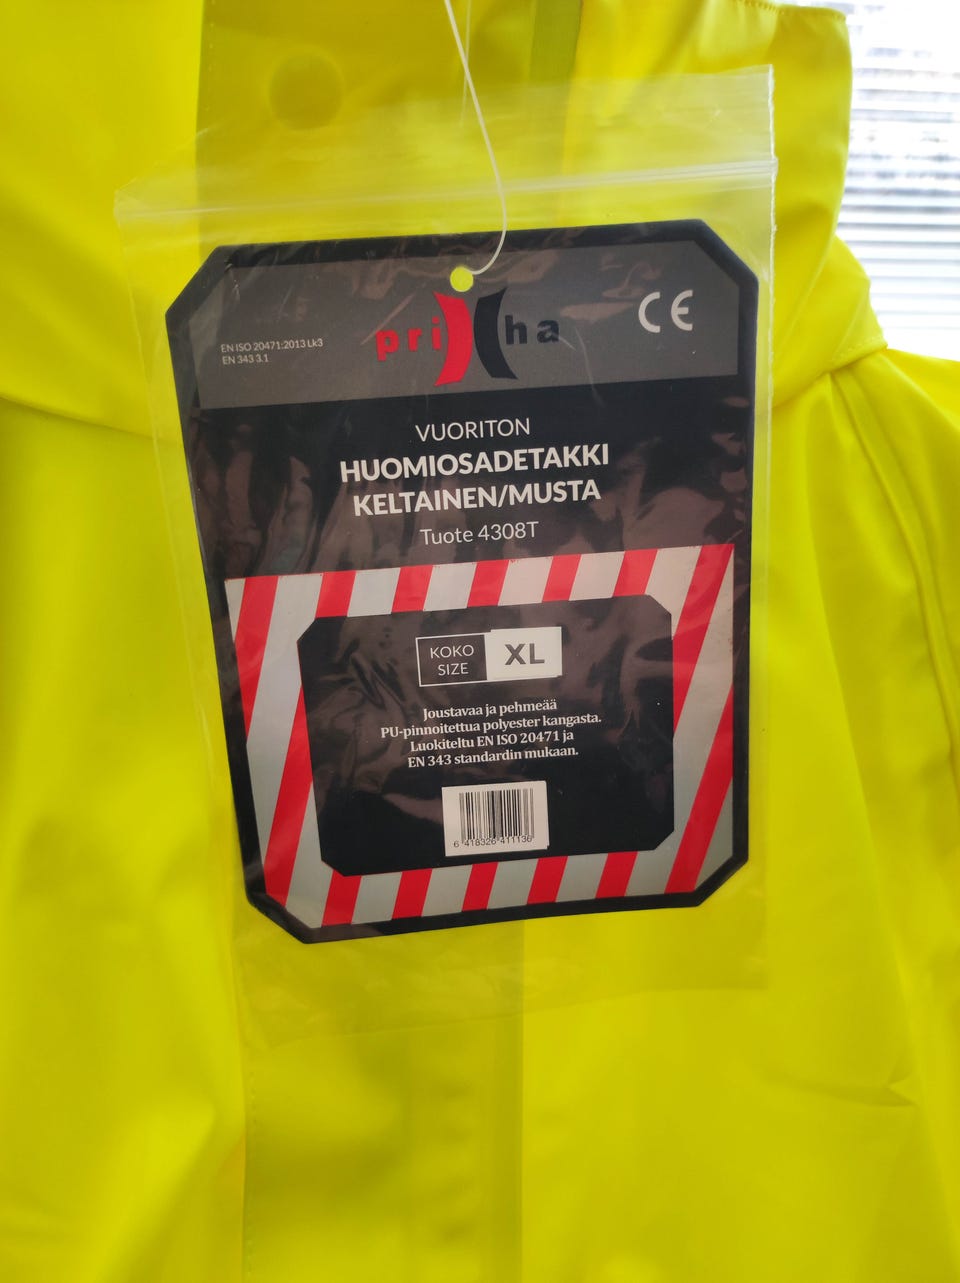 EN ISO 20471:2013 Lk3
EN 343 3.1
pri ha
CE
VUORITON
HUOMIOSADETAKKI
KELTAINEN/MUSTA
Tuote 4308T
KOKO
SIZE
XL
Joustavaa ja pehmeää
PU-pinnoitettua polyester kangasta.
Luokiteltu EN ISO 20471 ja
EN 343 standardin mukaan.
6 418326 411136